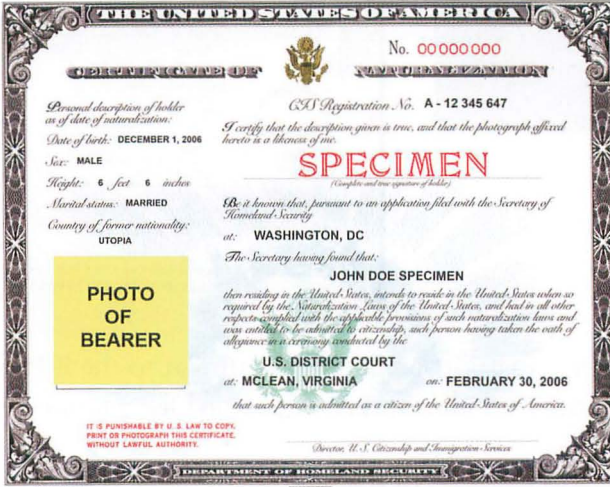 THE UNITED STATES OF AMERICA
No. 00000000
CERTIFICATE OF NATURALIZATION
Personal description of holder
as of date of naturalization:
Date of birth: DECEMBER 1, 2006
Sex: MALE
Height: 6 feet 6 inches
Marital status: MARRIED
Country of former nationality:
UTOPIA
PHOTO
OF
BEARER
IT IS PUNISHABLE BY U. S. LAW TO COPY,
PRINT OR PHOTOGRAPH THIS CERTIFICATE,
WITHOUT LAWFUL AUTHORITY.
CIS Registration No. A - 12 345 647
I certify that the description given is true, and that the photograph affixed
hereto is a likeness of me.
SPECIMEN
(Complete and true signature of holder)
Be it known that, pursuant to an application filed with the Secretary of
Homeland Security
at: WASHINGTON, DC
The Secretary having found that:
JOHN DOE SPECIMEN
then residing in the United States, intends to reside in the United States when so
required by the Naturalization Laws of the United States, and had in all other
respects complied with the applicable provisions of such naturalization laws and
was entitled to be admitted to citizenship, such person having taken the oath of
allegiance in a ceremony conducted by the
U.S. DISTRICT COURT
at: MCLEAN, VIRGINIA on: FEBRUARY 30, 2006
that such person is admitted as a citizen of the United States of America.
Director, U. S. Citizenship and Immigration Services
DEPARTMENT OF HOMELAND SECURITY